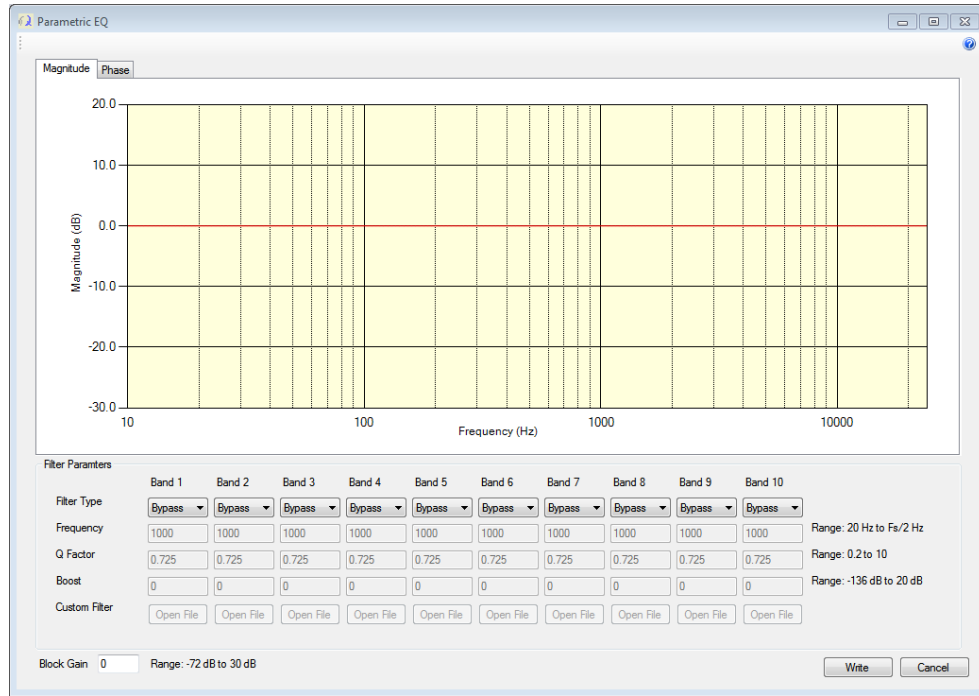 Parametric EQ
Magnitude Phase
20.0
10.0
0.0
-10.0
-20.0
-30.0
Magnitude (dB)
10 100 1000 10000
Frequency (Hz)
Filter Paramters
Band 1 Band 2 Band 3 Band 4 Band 5 Band 6 Band 7 Band 8 Band 9 Band 10
Filter Type Bypass Bypass Bypass Bypass Bypass Bypass Bypass Bypass Bypass Bypass
Frequency 1000 1000 1000 1000 1000 1000 1000 1000 1000 1000 Range: 20 Hz to Fs/2 Hz
Q Factor 0.725 0.725 0.725 0.725 0.725 0.725 0.725 0.725 0.725 0.725 Range: 0.2 to 10
Boost 0 0 0 0 0 0 0 0 0 0 Range: -136 dB to 20 dB
Custom Filter Open File Open File Open File Open File Open File Open File Open File Open File Open File Open File
Block Gain 0 Range: -72 dB to 30 dB Write Cancel